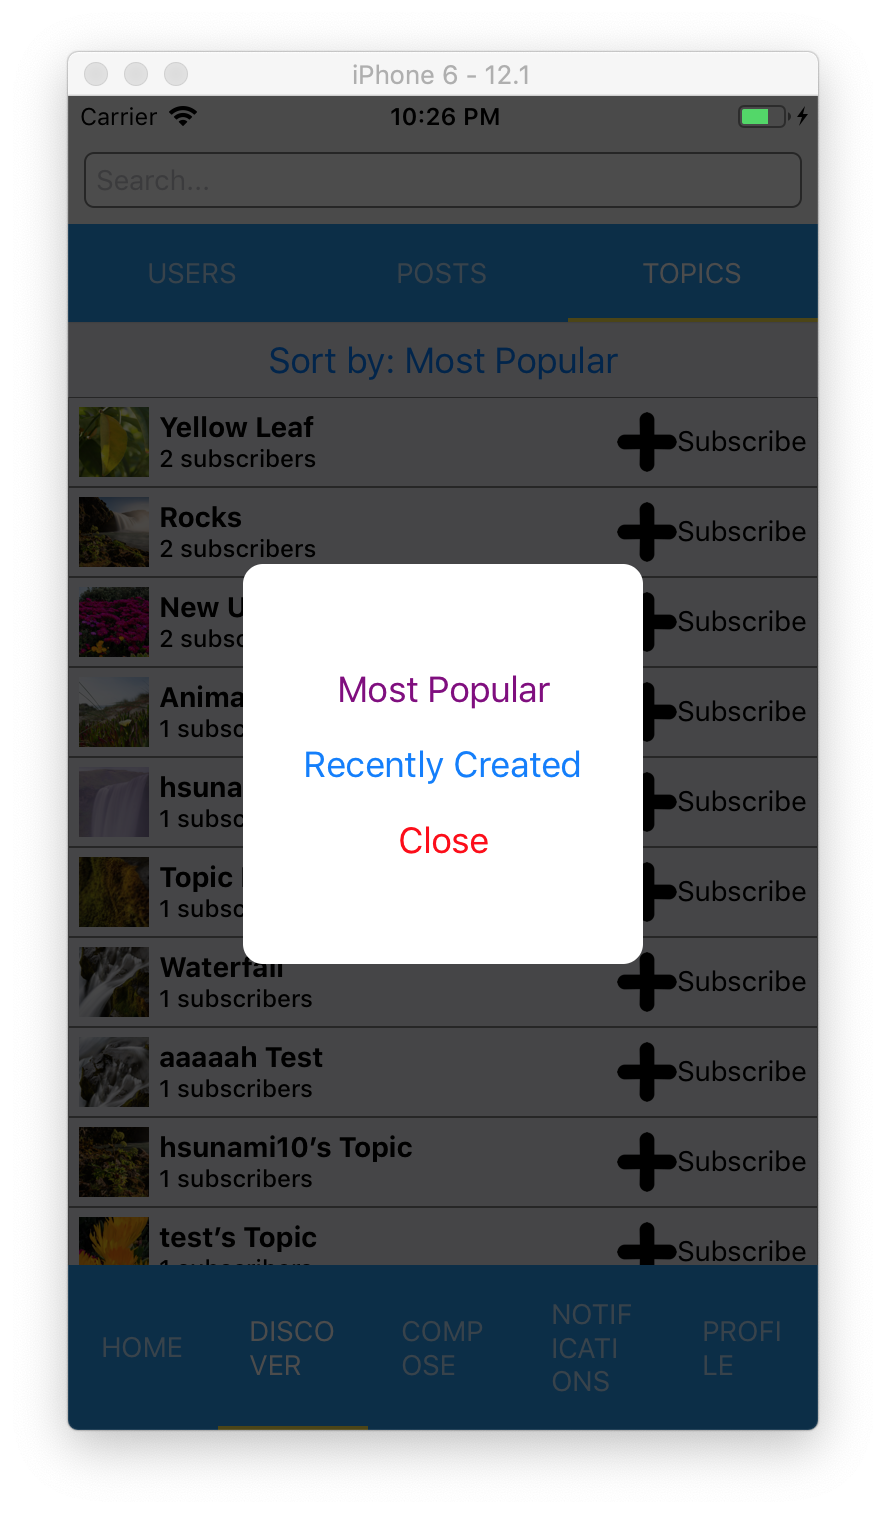 iPhone 6 - 12.1
Carrier 10:26 PM
Search...
USERS POSTS TOPICS
Sort by: Most Popular
Yellow Leaf
2 subscribers
Subscribe
Rocks
2 subscribers
Subscribe
New U
2 subsc
Subscribe
Anima
1 subsc
Subscribe
hsuna
1 subsc
Subscribe
Topic
1 subsc
Subscribe
Waterfall
1 subscribers
Subscribe
aaaaah Test
1 subscribers
Subscribe
hsunami10’s Topic
1 subscribers
Subscribe
test’s Topic
1 subscribers
Subscribe
Most Popular
Recently Created
Close
HOME
DISCO
VER
COMP
OSE
NOTIF
ICATI
ONS
PROFI
LE